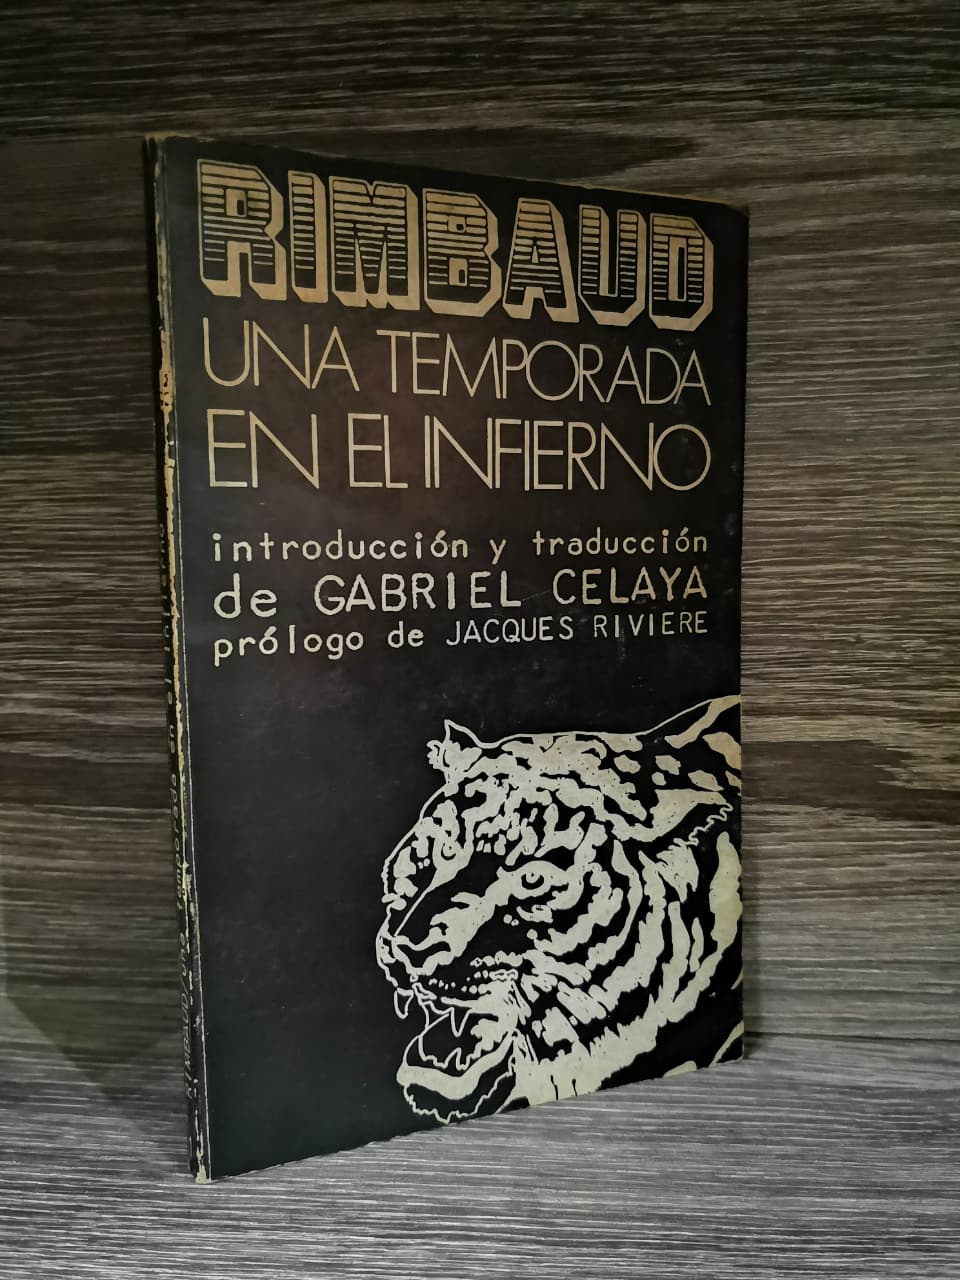 RIMBAUD
UNA TEMPORADA
EN EL INFIERNO
introducción y traducción
de GABRIEL CELAYA
prólogo de JACQUES RIVIERE